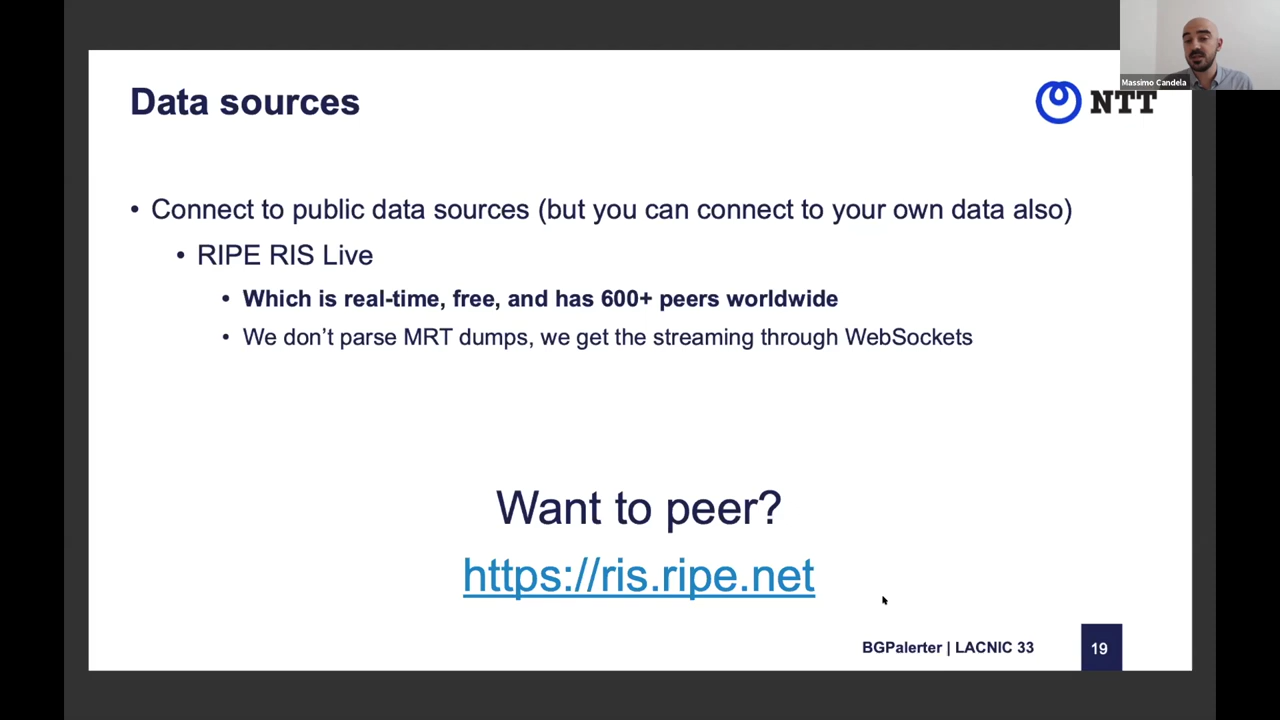 Massimo Candela
Data sources
NTT
• Connect to public data sources (but you can connect to your own data also)
• RIPE RIS Live
• Which is real-time, free, and has 600+ peers worldwide
• We don’t parse MRT dumps, we get the streaming through WebSockets
Want to peer?
https://ris.ripe.net
BGPalerter | LACNIC 33
19